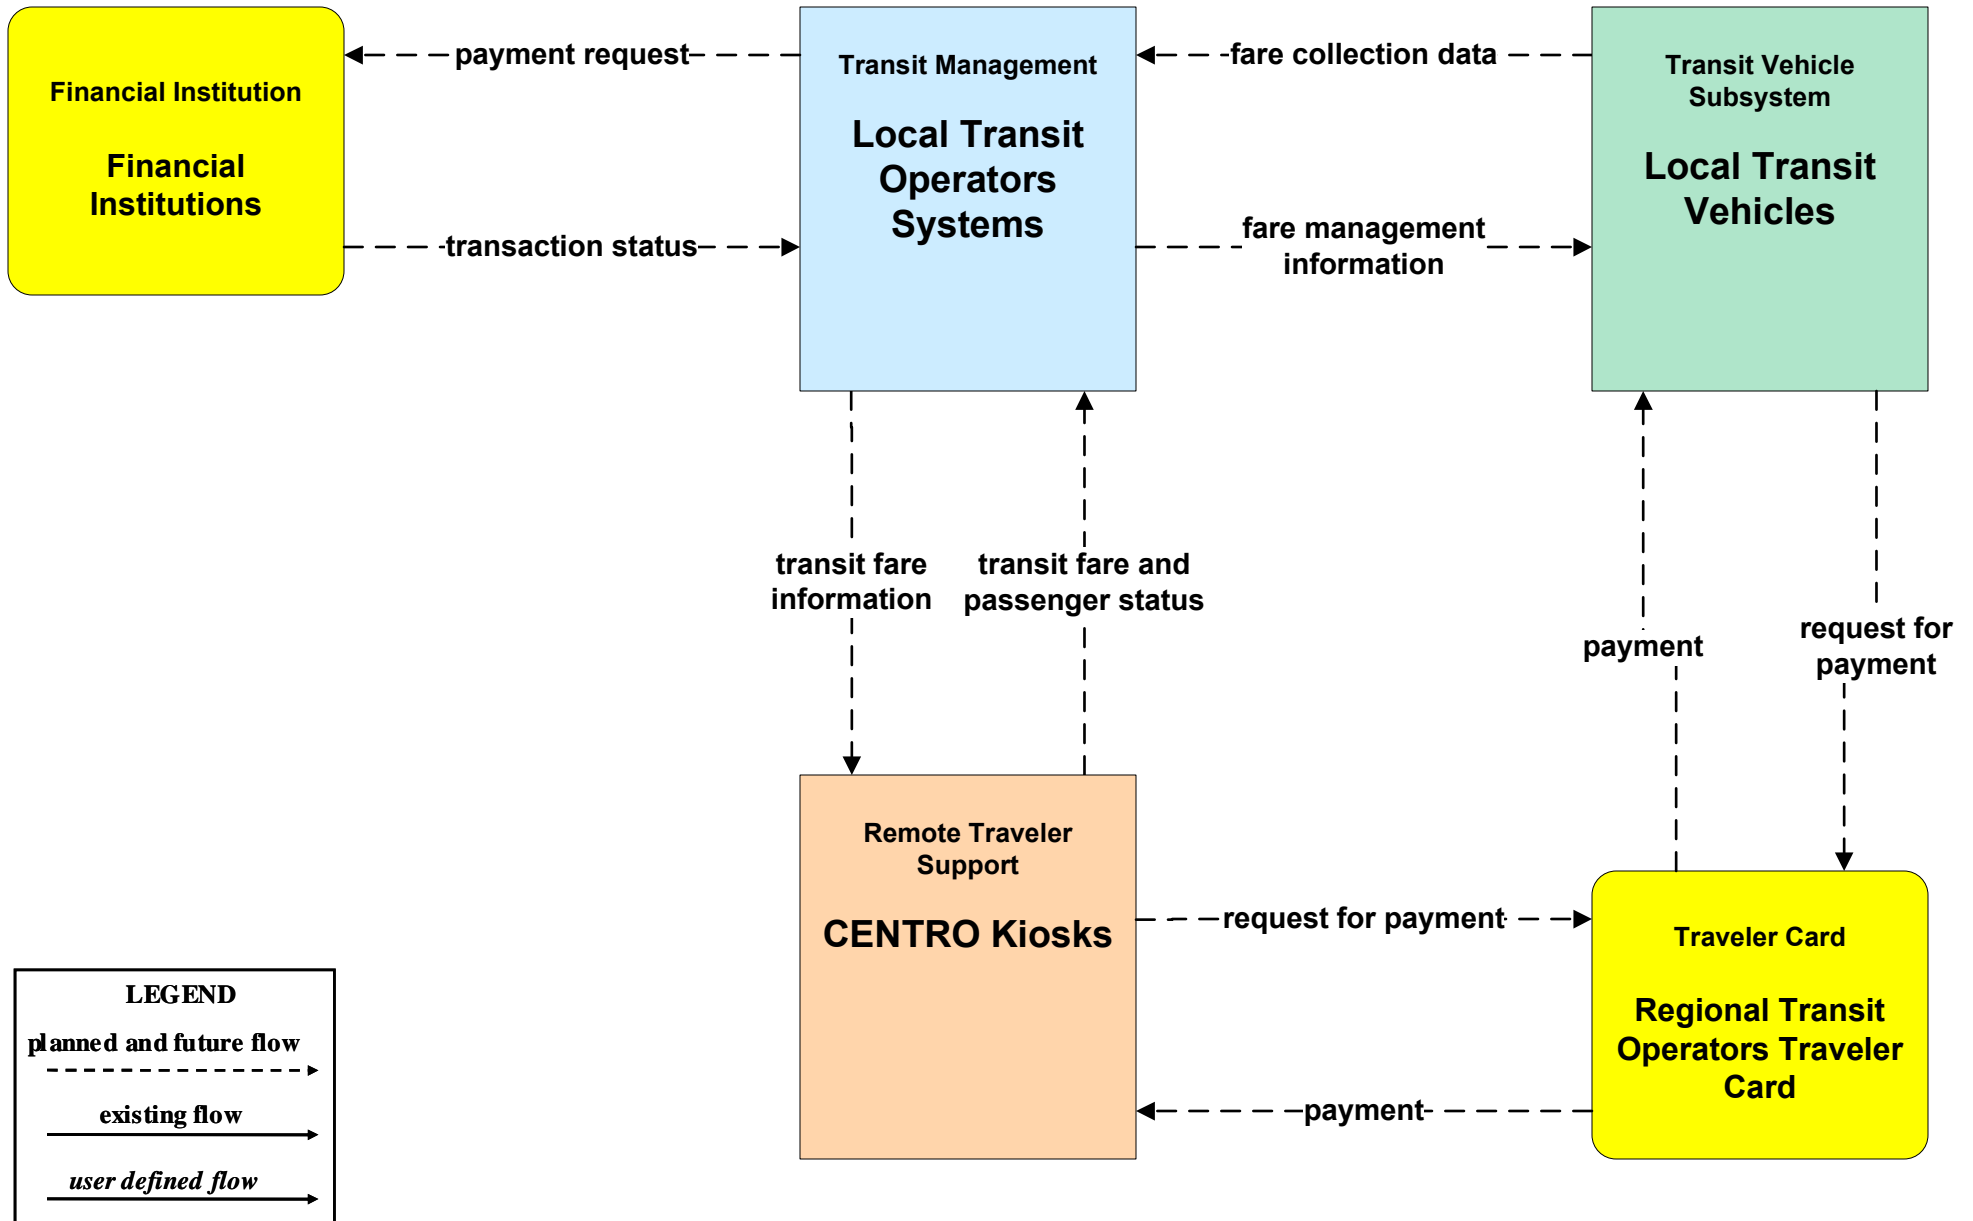 Financial Institution
Financial
Institutions
payment request
transaction status
Transit Management
Local Transit
Operators
Systems
fare collection data
fare management
information
Transit Vehicle
Subsystem
Local Transit
Vehicles
transit fare
information
transit fare and
passenger status
payment
request for
payment
Remote Traveler
Support
CENTRO Kiosks
request for payment
payment
Traveler Card
Regional Transit
Operators Traveler
Card
LEGEND
planned and future flow
existing flow
user defined flow